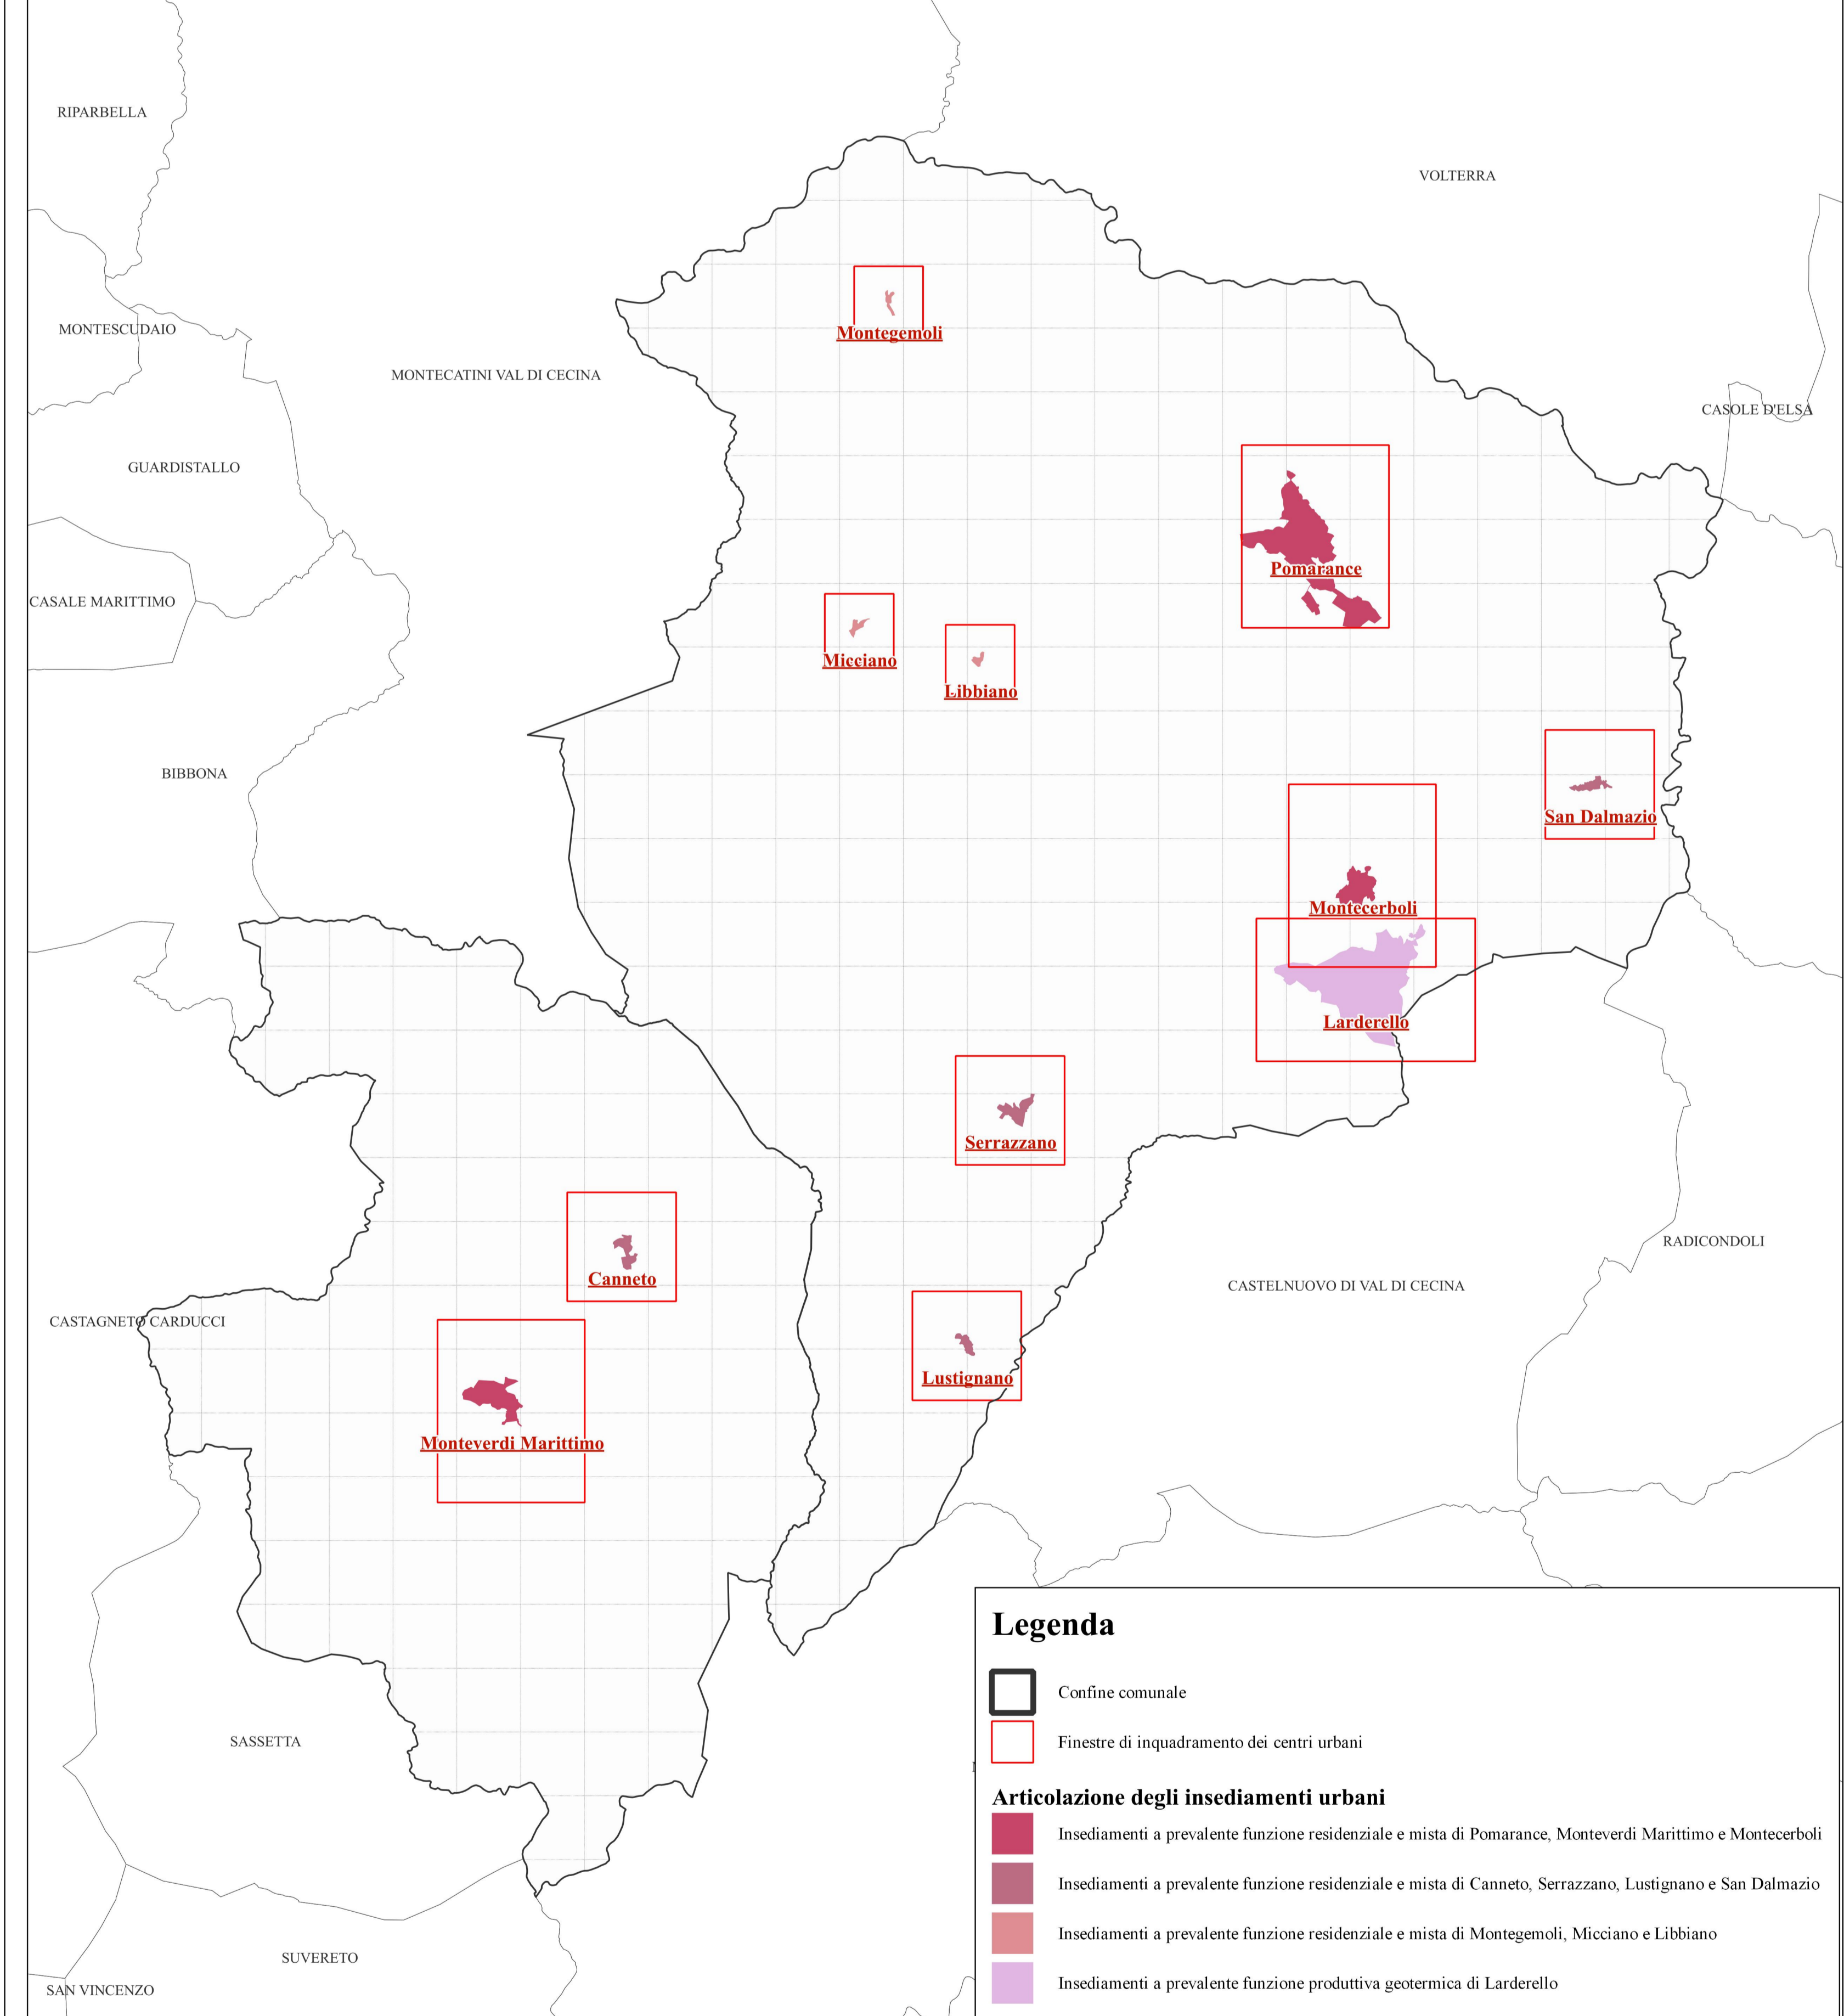 RIPARBELLA
VOLTERRA
Montegemoli
MONTESCUDAIO
MONTECATINI VAL DI CECINA
CASOLE D'ELSA
GUARDISTALLO
Pomarance
CASALE MARITTIMO
Micciano
Libbiano
BIBBONA
San Dalmazio
Montecerboli
Larderello
Serrazzano
RADICONDOLI
Canneto
CASTELNUOVO DI VAL DI CECINA
CASTAGNETO CARDUCCI
Lustignano
Monteverdi Marittimo
Legenda
Confine comunale
SASSETTA
Finestre di inquadramento dei centri urbani
Articolazione degli insediamenti urbani
Insediamenti a prevalente funzione residenziale e mista di Pomarance, Monteverdi Marittimo e Montecerboli
Insediamenti a prevalente funzione residenziale e mista di Canneto, Serrazzano, Lustignano e San Dalmazio
Insediamenti a prevalente funzione residenziale e mista di Montegemoli, Micciano e Libbiano
SUVERETO
Insediamenti a prevalente funzione produttiva geotermica di Larderello
SAN VINCENZO